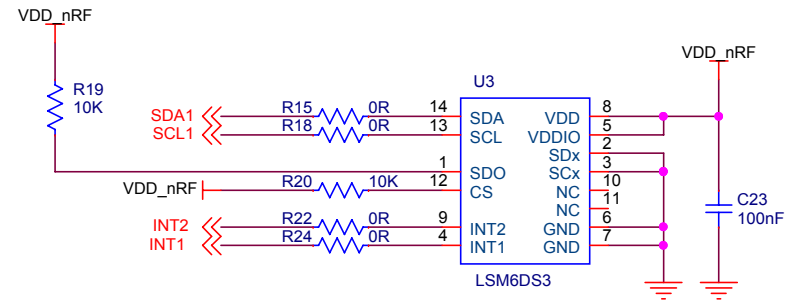 VDD_nRF
VDD_nRF
R19
10K
U3
SDA1 R15 0R 14 SDA VDD 8
SCL1 R18 0R 13 SCL VDDIO 5
SDx 2
1 SDO SCx 3
VDD_nRF R20 10K 12 CS NC 10
NC 11
INT2 R22 0R 9 INT2 GND 6
INT1 R24 0R 4 INT1 GND 7
C23
100nF
LSM6DS3